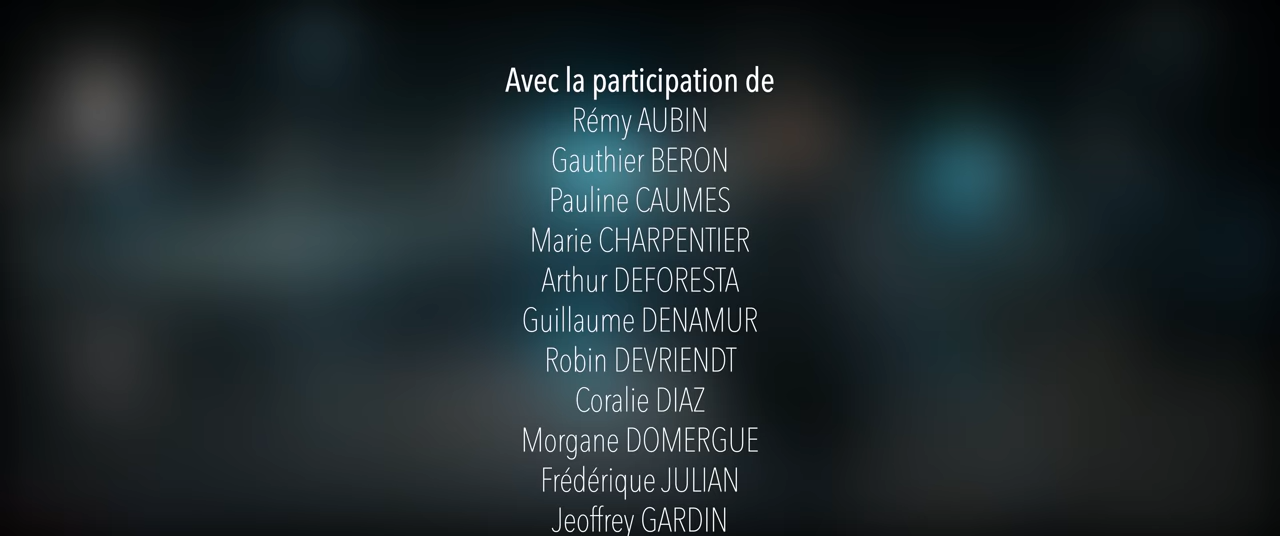 Avec la participation de
Rémy AUBIN
Gauthier BERON
Pauline CAUMES
Marie CHARPENTIER
Arthur DEFORESTA
Guillaume DENAMUR
Robin DEVRIENDT
Coralie DIAZ
Morgane DOMERGUE
Frédérique JULIAN
Jeoffrey GARDIN